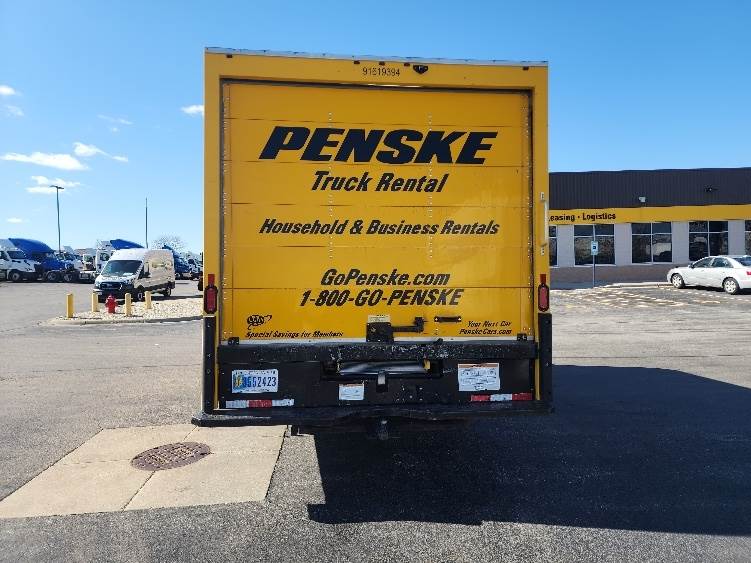 91619394
PENSKE
Truck Rental
Household & Business Rentals
GoPenske.com
1-800-GO-PENSKE
AAA
Special Savings for Members
Your Next Car
PenskeCars.com
Leasing - Logistics